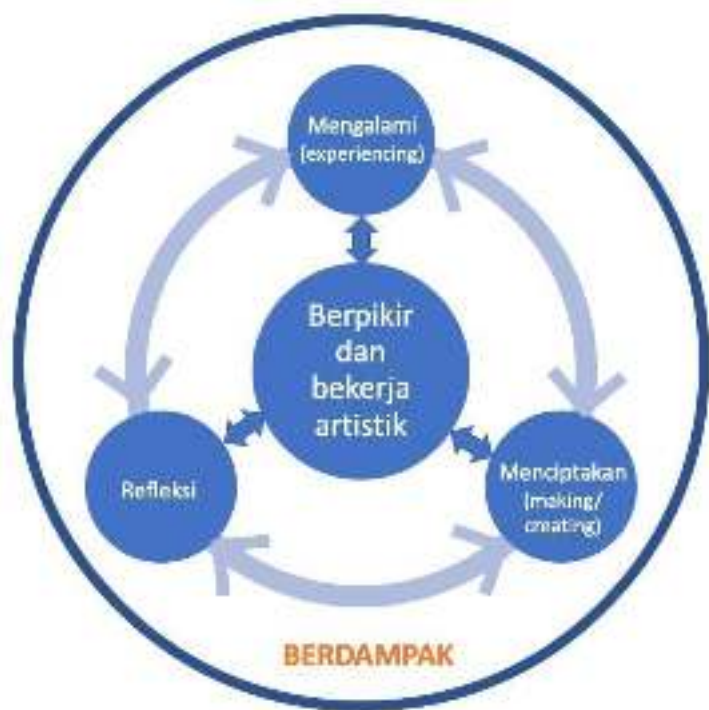 Mengalami
(experiencing)
Berpikir
dan
bekerja
artistik
Refleksi
Menciptakan
(making/
creating)
BERDAMPAK